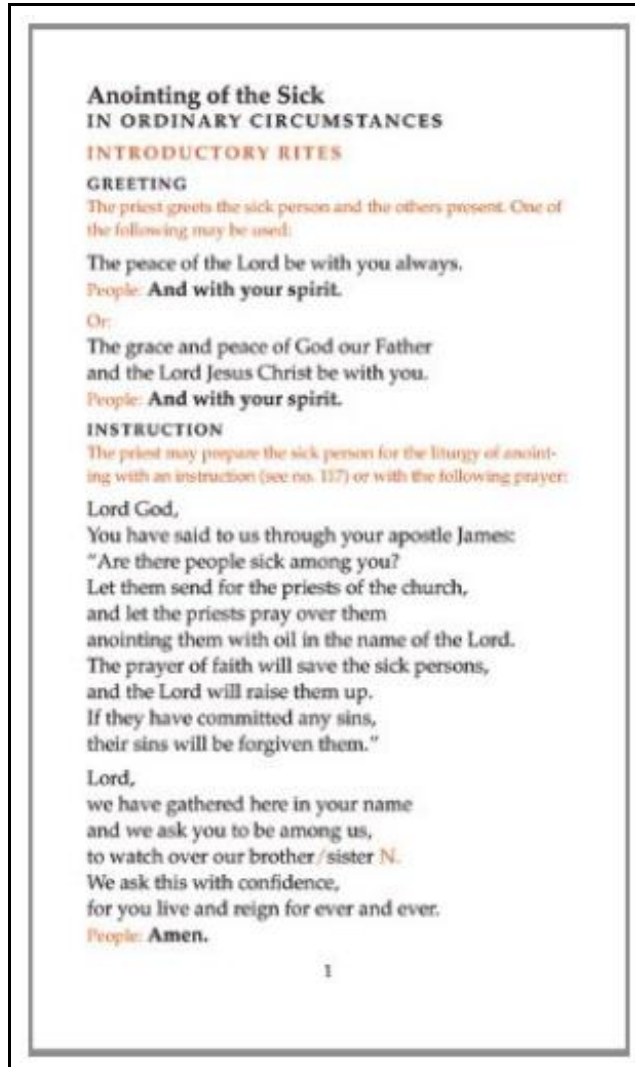 Anointing of the Sick
IN ORDINARY CIRCUMSTANCES
INTRODUCTORY RITES
GREETING
The priest greets the sick person and the others present. One of
the following may be used:
The peace of the Lord be with you always.
People: And with your spirit.
Or:
The grace and peace of God our Father
and the Lord Jesus Christ be with you.
People: And with your spirit.
INSTRUCTION
The priest may prepare the sick person for the liturgy of anoint-
ing with an instruction (see no. 117) or with the following prayer:
Lord God,
You have said to us through your apostle James:
“Are there people sick among you?
Let them send for the priests of the church,
and let the priests pray over them
anointing them with oil in the name of the Lord.
The prayer of faith will save the sick persons,
and the Lord will raise them up.
If they have committed any sins,
their sins will be forgiven them.”
Lord,
we have gathered here in your name
and we ask you to be among us,
to watch over our brother/sister N.
We ask this with confidence,
for you live and reign for ever and ever.
People: Amen.
1